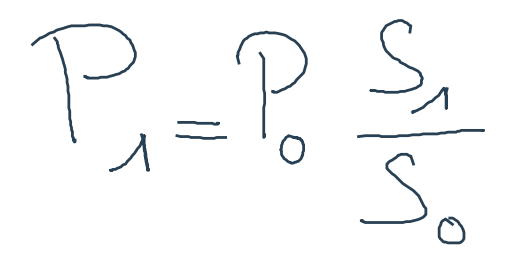 P₁ = P₀ S₁/S₀